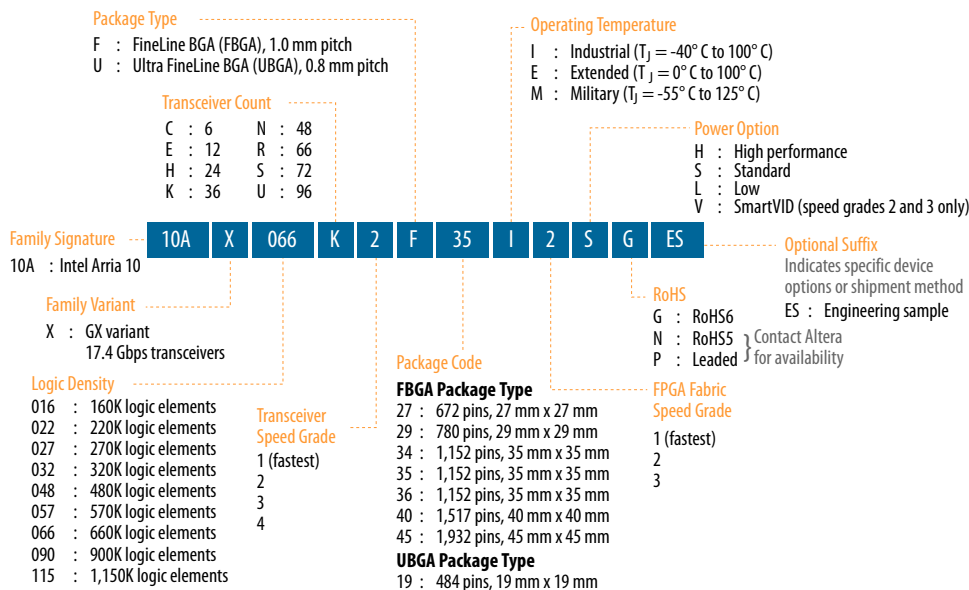 Package Type
F : FineLine BGA (FBGA), 1.0 mm pitch
U : Ultra FineLine BGA (UBGA), 0.8 mm pitch
Operating Temperature
I : Industrial (TJ = -40° C to 100° C)
E : Extended (TJ = 0° C to 100° C)
M : Military (TJ = -55° C to 125° C)
Transceiver Count
C : 6 N : 48
E : 12 R : 66
H : 24 S : 72
K : 36 U : 96
Power Option
H : High performance
S : Standard
L : Low
V : SmartVID (speed grades 2 and 3 only)
Family Signature
10A : Intel Arria 10
10A X 066 K 2 F 35 I 2 S G ES
Optional Suffix
Indicates specific device
options or shipment method
ES : Engineering sample
Family Variant
X : GX variant
17.4 Gbps transceivers
RoHS
G : RoHS6
N : RoHS5
P : Leaded
} Contact Altera
for availability
Logic Density
016 : 160K logic elements
022 : 220K logic elements
027 : 270K logic elements
032 : 320K logic elements
048 : 480K logic elements
057 : 570K logic elements
066 : 660K logic elements
090 : 900K logic elements
115 : 1,150K logic elements
Transceiver
Speed Grade
1 (fastest)
2
3
4
Package Code
FBGA Package Type
27 : 672 pins, 27 mm x 27 mm
29 : 780 pins, 29 mm x 29 mm
34 : 1,152 pins, 35 mm x 35 mm
35 : 1,152 pins, 35 mm x 35 mm
36 : 1,152 pins, 35 mm x 35 mm
40 : 1,517 pins, 40 mm x 40 mm
45 : 1,932 pins, 45 mm x 45 mm
UBGA Package Type
19 : 484 pins, 19 mm x 19 mm
FPGA Fabric
Speed Grade
1 (fastest)
2
3